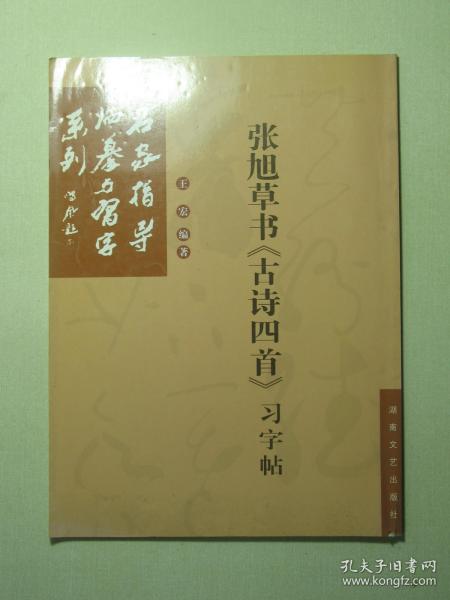 名家指导
临摹与习字
系列
王宏编著
张旭草书《古诗四首》习字帖
湖南文艺出版社
孔夫子旧书网
www.kongfz.com